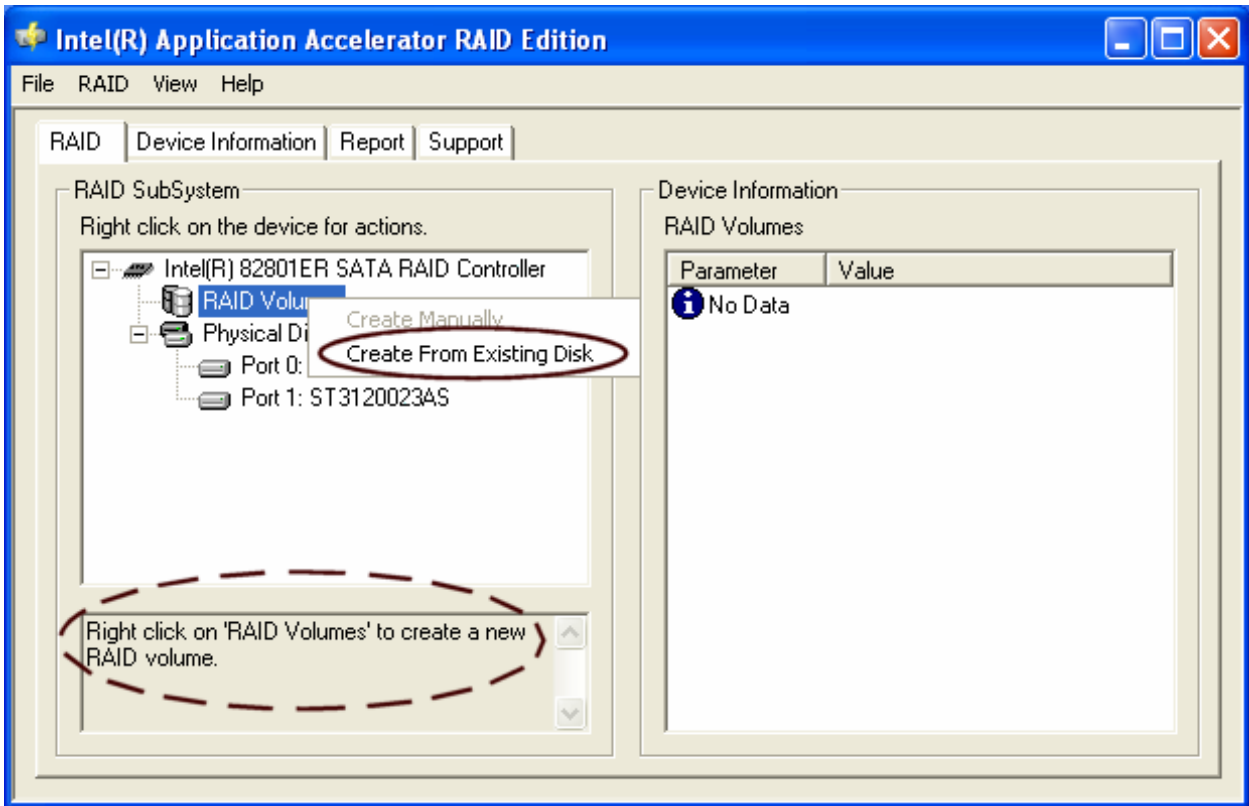 Intel(R) Application Accelerator RAID Edition
File RAID View Help
RAID Device Information Report Support
RAID SubSystem
Right click on the device for actions.
Intel(R) 82801ER SATA RAID Controller
RAID
Create Manually
Physical
Create From Existing Disk
Port 0:
Port 1: ST3120023AS
Right click on 'RAID Volumes' to create a new
RAID volume.
Device Information
RAID Volumes
Parameter Value
No Data